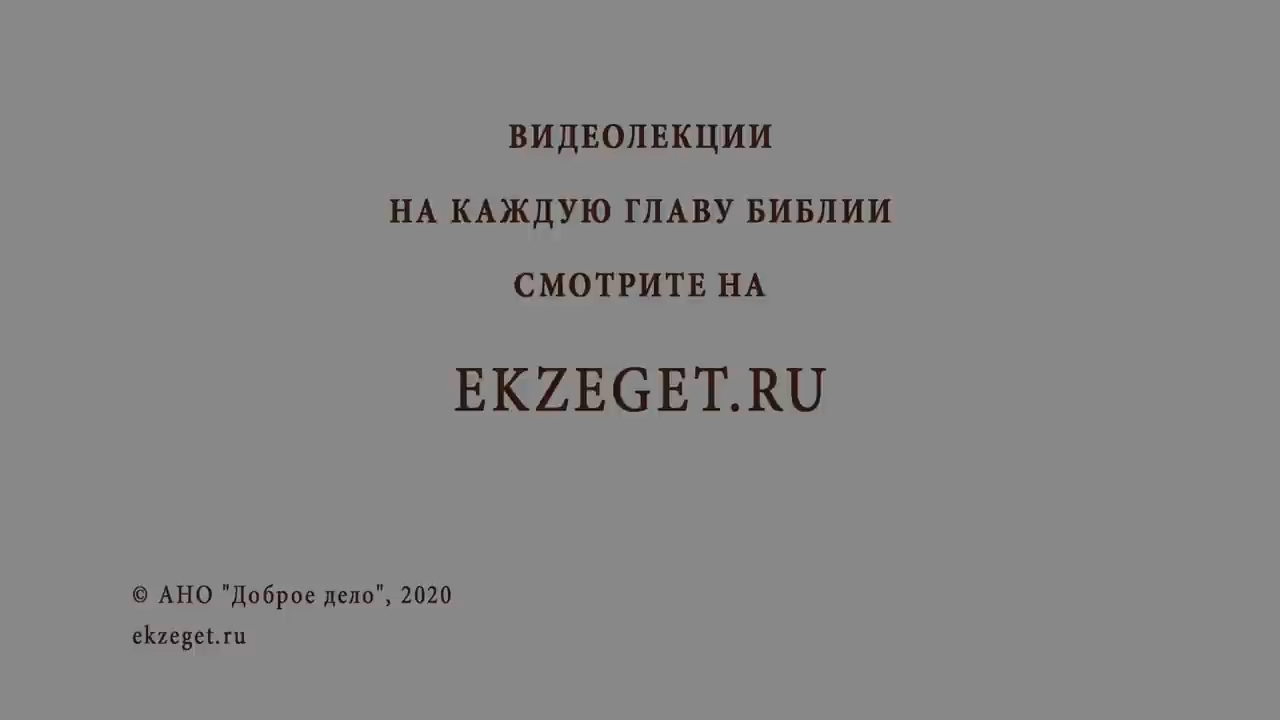 ВИДЕОЛЕКЦИИ
НА КАЖДУЮ ГЛАВУ БИБЛИИ
СМОТРИТЕ НА
EKZEGET.RU
© АНО "Доброе дело", 2020
ekzeget.ru